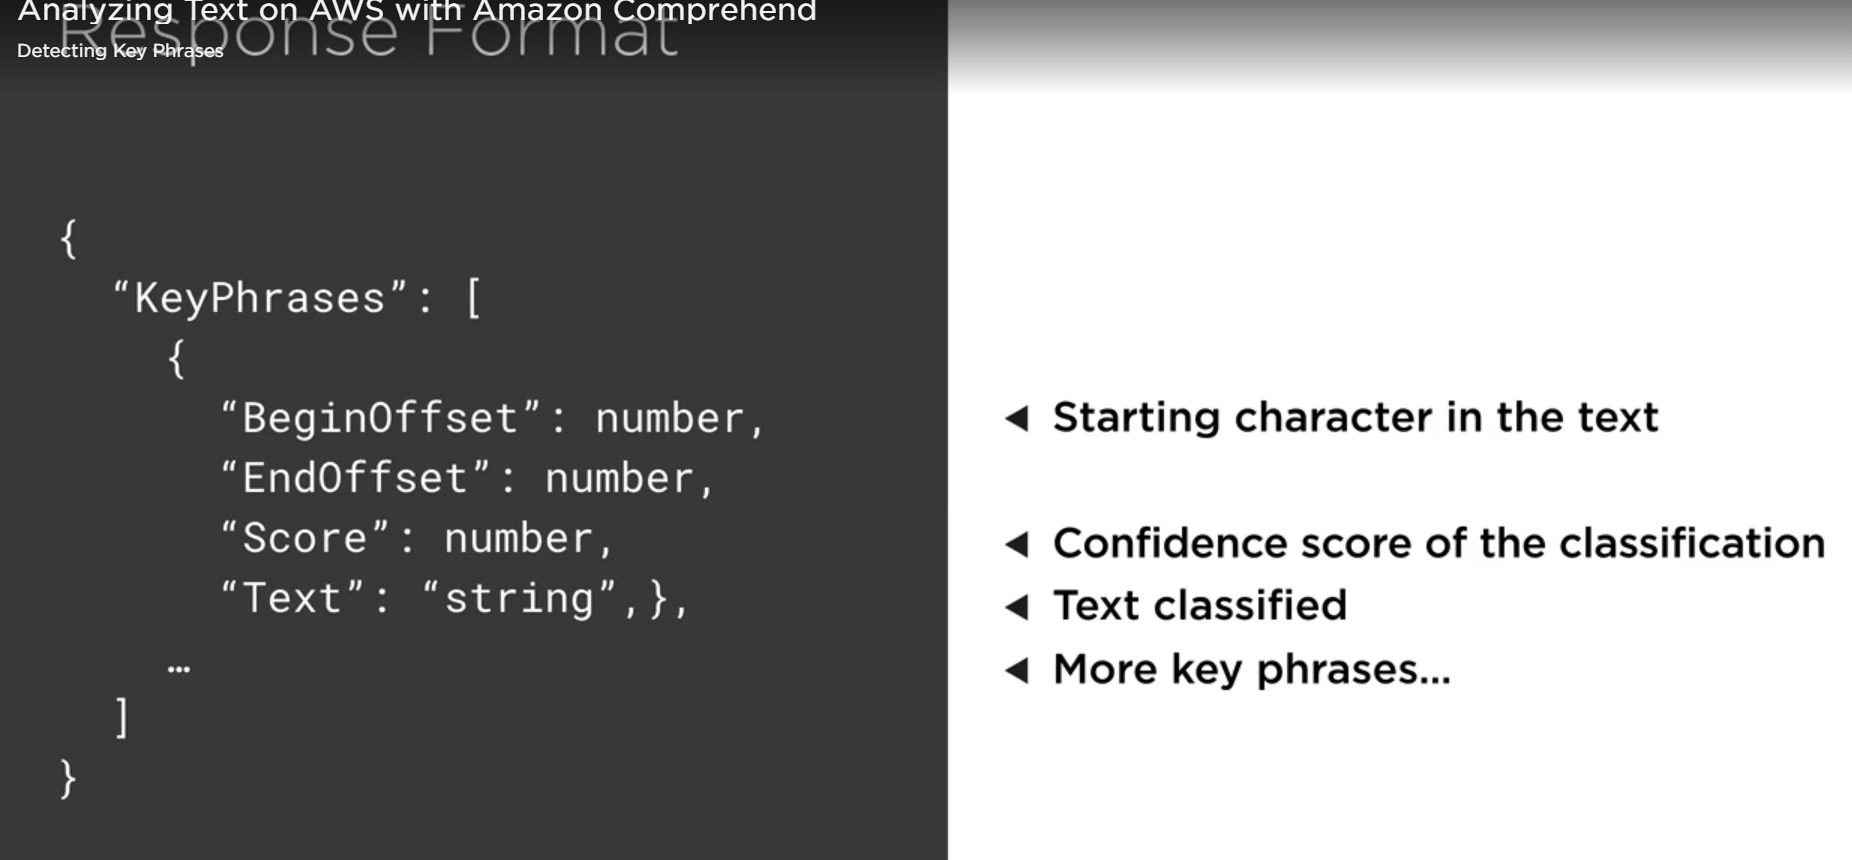 Analyzing Text on AWS with Amazon Comprehend
Response Format
Detecting Key Phrases
{
“KeyPhrases”: [
{
“BeginOffset”: number,
“EndOffset”: number,
“Score”: number,
“Text”: “string”,},
…
]
}
◄ Starting character in the text
◄ Confidence score of the classification
◄ Text classified
◄ More key phrases...